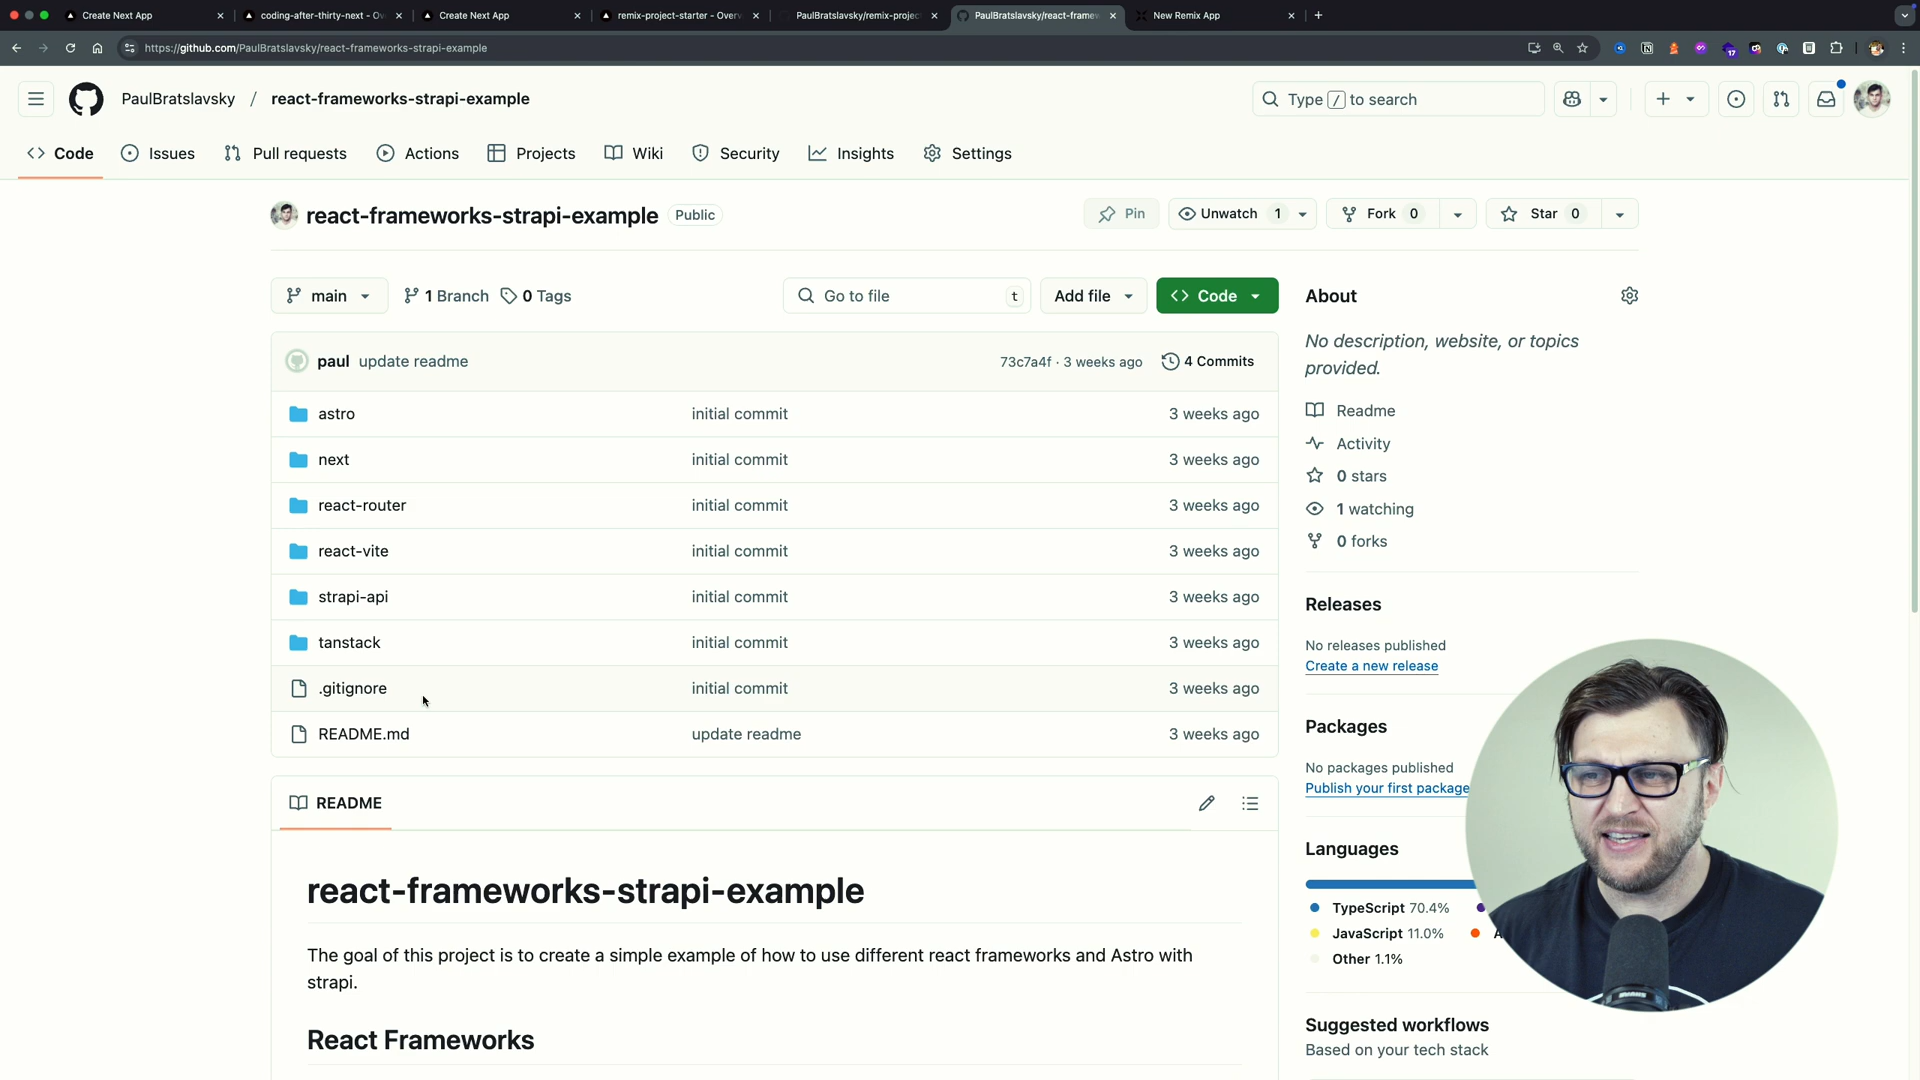 Create Next App
coding-after-thirty-next - Ov
Create Next App
remix-project-starter - Overv
PaulBratslavsky/remix-projec
PaulBratslavsky/react-framew
New Remix App
https://github.com/PaulBratslavsky/react-frameworks-strapi-example
PaulBratslavsky / react-frameworks-strapi-example
Type / to search
Code
Issues
Pull requests
Actions
Projects
Wiki
Security
Insights
Settings
react-frameworks-strapi-example Public
Pin
Unwatch 1
Fork 0
Star 0
main
1 Branch
0 Tags
Go to file t
Add file
Code
paul update readme 73c7a4f · 3 weeks ago 4 Commits
astro initial commit 3 weeks ago
next initial commit 3 weeks ago
react-router initial commit 3 weeks ago
react-vite initial commit 3 weeks ago
strapi-api initial commit 3 weeks ago
tanstack initial commit 3 weeks ago
.gitignore initial commit 3 weeks ago
README.md update readme 3 weeks ago
README
react-frameworks-strapi-example
The goal of this project is to create a simple example of how to use different react frameworks and Astro with
strapi.
React Frameworks
About
No description, website, or topics
provided.
Readme
Activity
0 stars
1 watching
0 forks
Releases
No releases published
Create a new release
Packages
No packages published
Publish your first package
Languages
TypeScript 70.4%
JavaScript 11.0%
Other 1.1%
Suggested workflows
Based on your tech stack